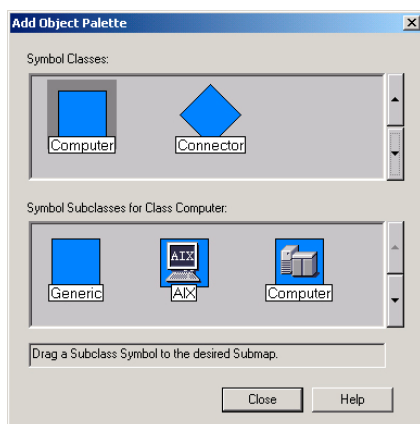 Add Object Palette
Symbol Classes:
Computer Connector
Symbol Subclasses for Class Computer:
AIX
Generic AIX Computer
Drag a Subclass Symbol to the desired Submap.
Close Help